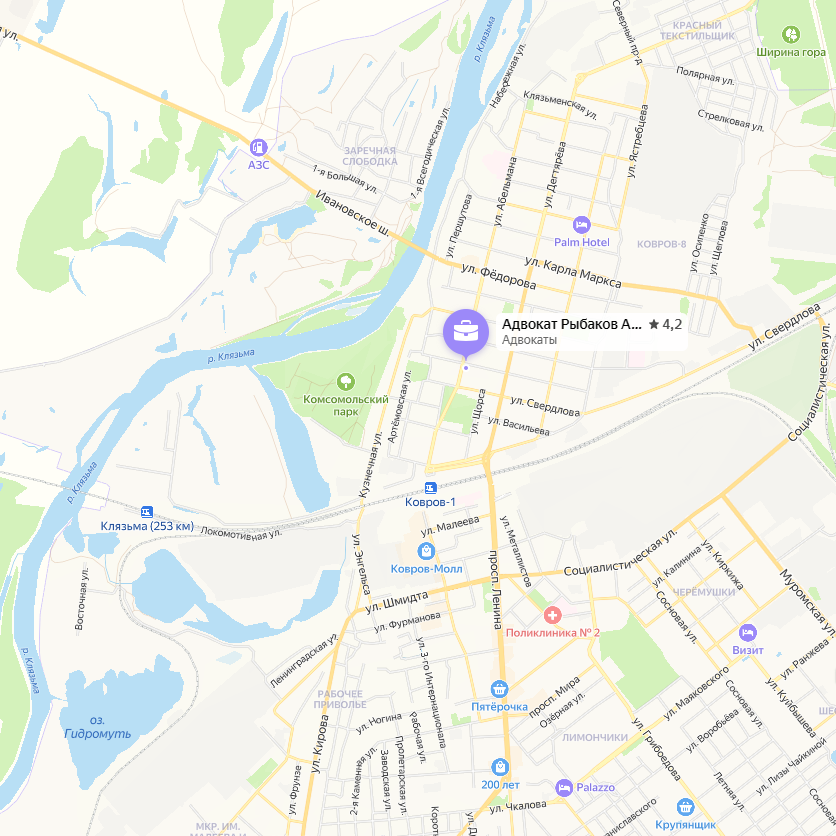 Северный пр-д
КРАСНЫЙ
ТЕКСТИЛЬЩИК
Ширина гора
ул.
р. Клязьма
Набережная ул.
Полярная ул.
Клязьменская ул.
Стрелковая ул.
АЗС
ЗАРЕЧНАЯ
СЛОБОДКА
1-я Большая ул.
1-я Всегодическая ул.
ул. Абельмана
ул. Дегтярёва
ул. Ястребцева
Ивановское ш.
ул. Першутова
Palm Hotel
КОВРОВ-8
ул. Осипенко
ул. Щеглова
ул. Фёдорова
ул. Карла Маркса
Адвокат Рыбаков А... ★ 4,2
Адвокаты
ул. Свердлова
Социалистическая ул.
р. Клязьма
Комсомольский
парк
Артёмовская ул.
ул. Щорса
ул. Свердлова
ул. Васильева
Кузнечная ул.
р. Клязьма
Клязьма (253 км)
Ковров-1
Локомотивная ул.
ул. Малеева
ул. Металлистов
Ковров-Молл
ул. Энгельса
просп. Ленина
Социалистическая ул.
ул. Калинина
ул. Киркижа
Муромская ул.
ЧЕРЁМУШКИ
Сосновая ул.
Восточная ул.
ул. Шмидта
ул. Фурманова
Поликлиника № 2
Визит
ул. Ранжева
р. Клязьма
Ленинградская ул.
ул. 3-го Интернационала
РАБОЧЕЕ
ПРИВОЛЬЕ
Пятёрочка
просп. Мира
Озёрная ул.
ул. Маяковского
Сосновая ул.
ул. Куйбышева
оз.
Гидромуть
ул. Кирова
ул. Ногина
Рабочая ул.
ЛИМОНЧИКИ
ул. Грибоедова
ул. Воробьёва
ул. Лизы Чайкиной
2-я Каменная ул.
Заводская ул.
Пролетарская ул.
ул. Фрунзе
200 лет
Palazzo
ул. Чкалова
Крупянщик
Летняя ул.
МКР. ИМ.